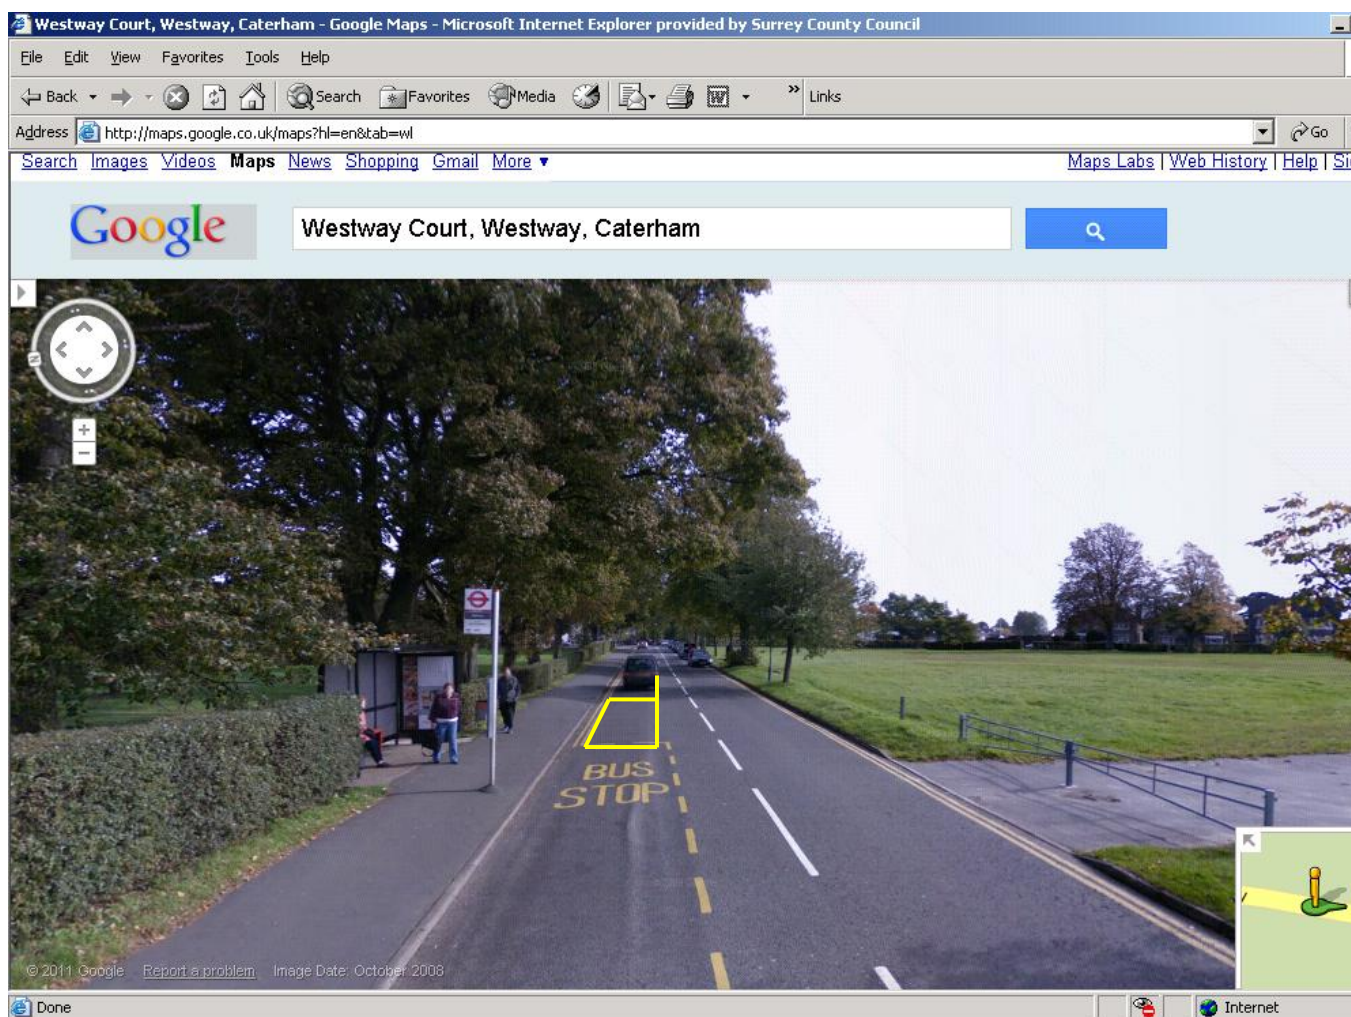 Westway Court, Westway, Caterham - Google Maps - Microsoft Internet Explorer provided by Surrey County Council
File Edit View Favorites Tools Help
Back Search Favorites Media » Links
Address http://maps.google.co.uk/maps?hl=en&tab=wl Go
Search Images Videos Maps News Shopping Gmail More ▼ Maps Labs | Web History | Help | Si
Google Westway Court, Westway, Caterham
BUS
STOP
© 2011 Google Report a problem Image Date: October 2008
Done Internet